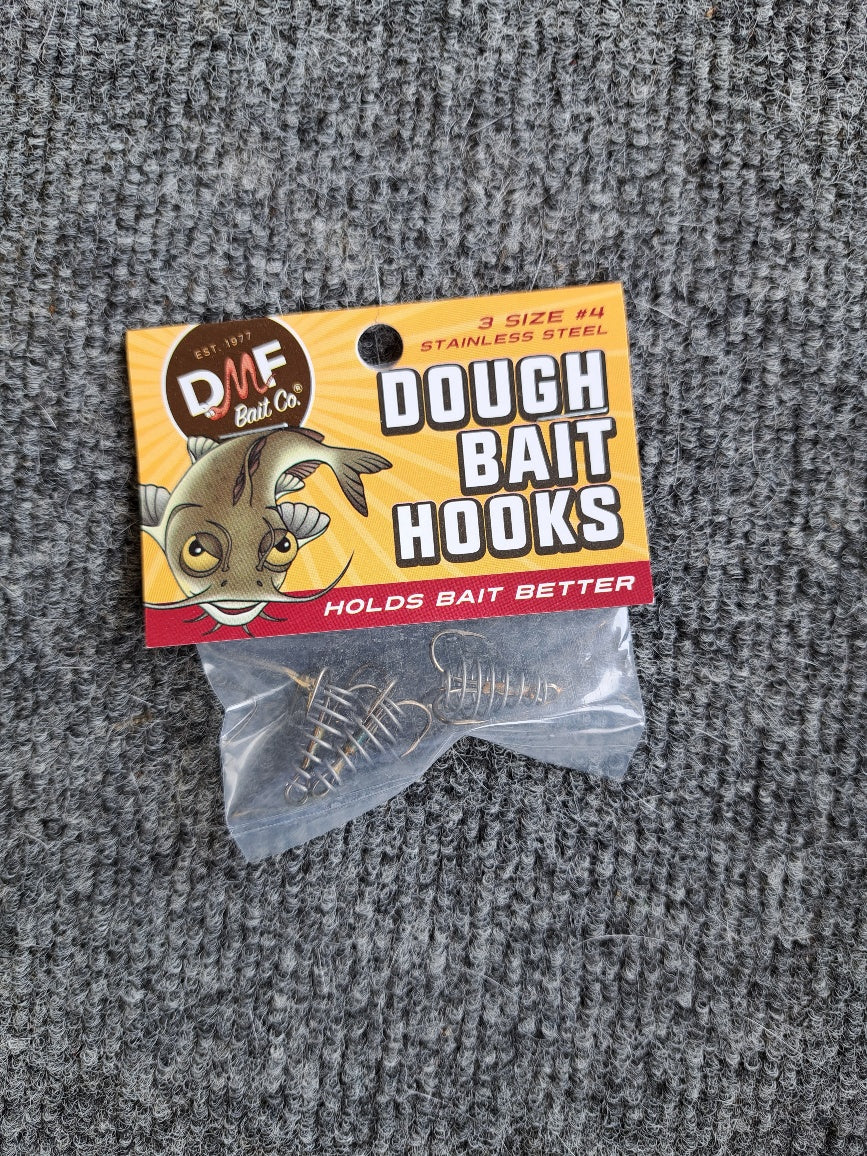 EST. 1977
DMF
Bait Co.®
3 SIZE #4
STAINLESS STEEL
DOUGH
BAIT
HOOKS
HOLDS BAIT BETTER